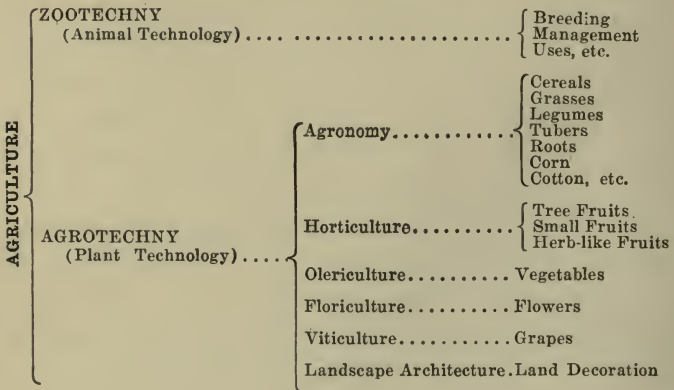 AGRICULTURE
ZOOTECHNY
(Animal Technology)
Breeding
Management
Uses, etc.
AGROTECHNY
(Plant Technology)
Agronomy
Cereals
Grasses
Legumes
Tubers
Roots
Corn
Cotton, etc.
Horticulture
Tree Fruits
Small Fruits
Herb-like Fruits
Olericulture.......... Vegetables
Floriculture.......... Flowers
Viticulture.......... Grapes
Landscape Architecture. Land Decoration